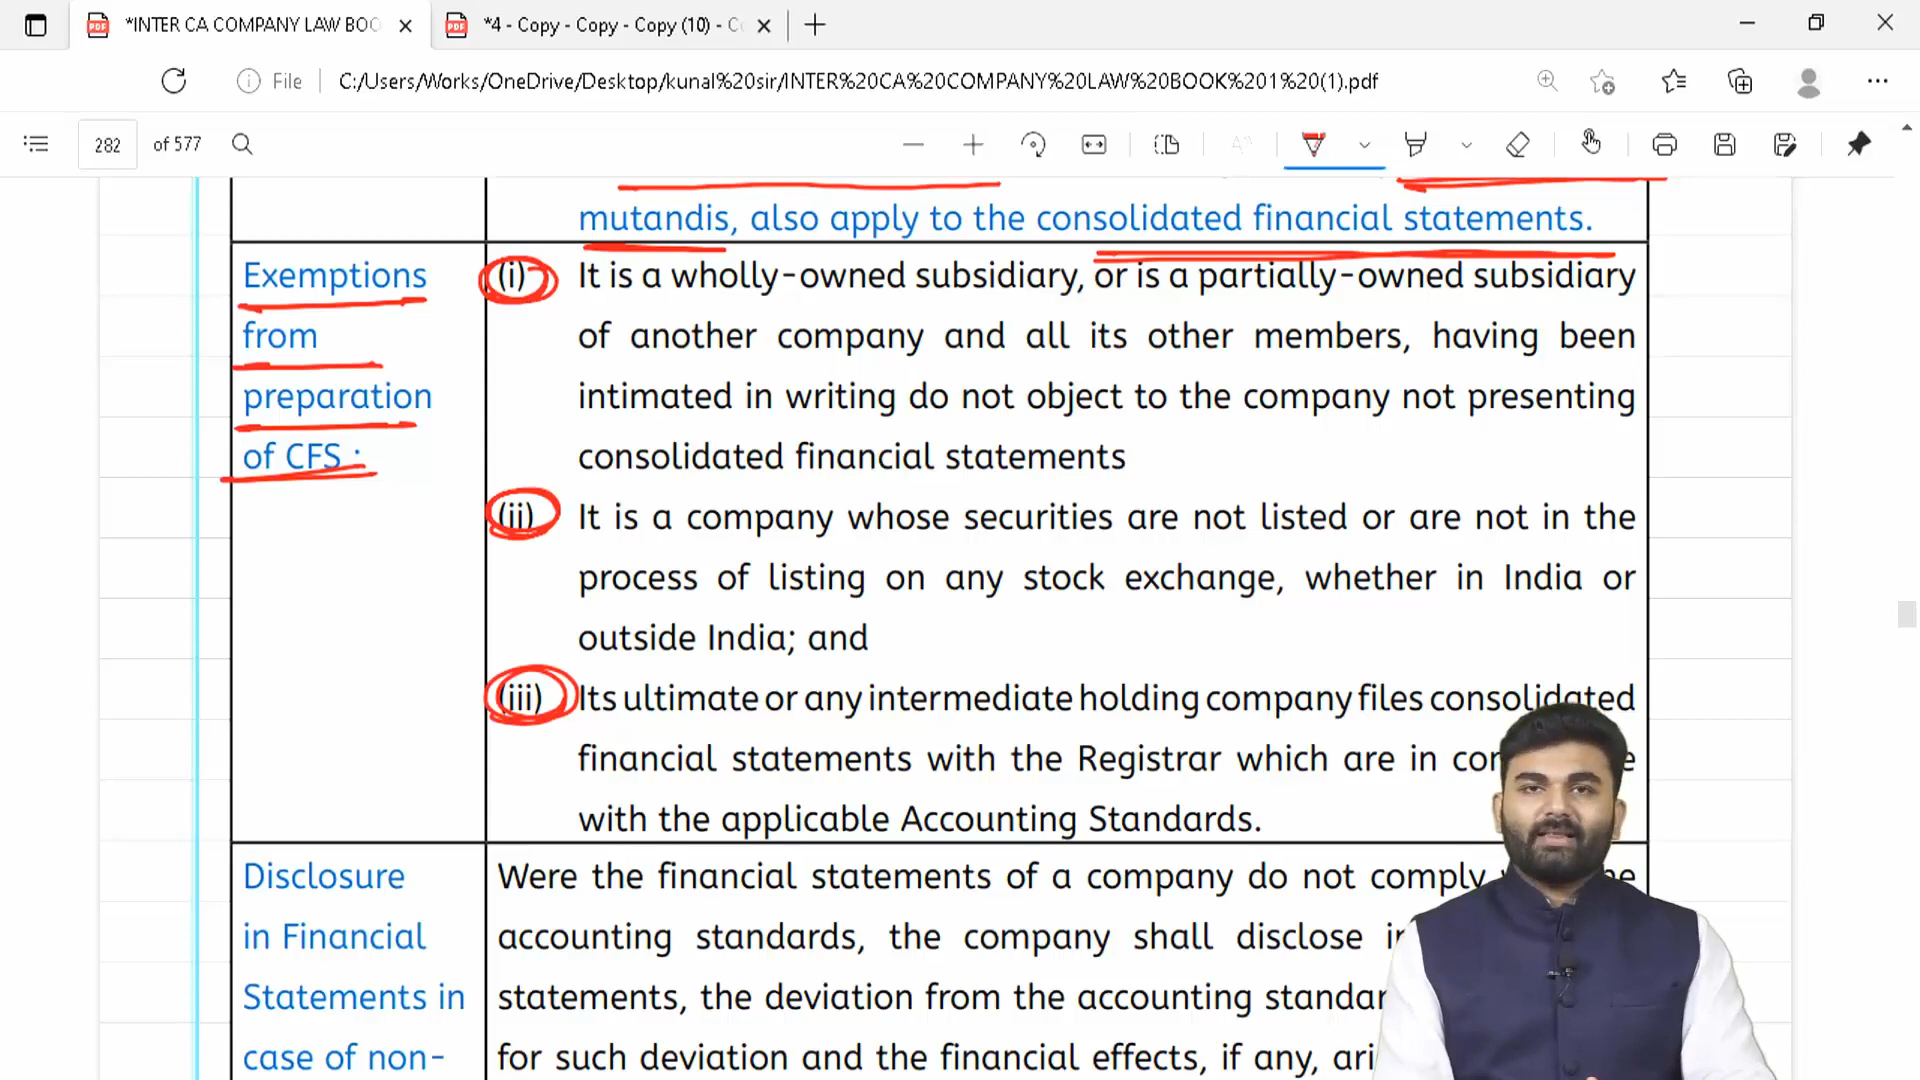 *INTER CA COMPANY LAW BOO
*4 - Copy - Copy - Copy (10) - C
File
C:/Users/Works/OneDrive/Desktop/kunal%20sir/INTER%20CA%20COMPANY%20LAW%20BOOK%201%20(1).pdf
282 of 577
mutandis, also apply to the consolidated financial statements.
Exemptions
from
preparation
of CFS :
(i) It is a wholly-owned subsidiary, or is a partially-owned subsidiary
of another company and all its other members, having been
intimated in writing do not object to the company not presenting
consolidated financial statements
(ii) It is a company whose securities are not listed or are not in the
process of listing on any stock exchange, whether in India or
outside India; and
(iii) Its ultimate or any intermediate holding company files consolidated
financial statements with the Registrar which are in
with the applicable Accounting Standards.
Disclosure
in Financial
Statements in
case of non-
Were the financial statements of a company do not comply
accounting standards, the company shall disclose
statements, the deviation from the accounting
for such deviation and the financial effects, if any,